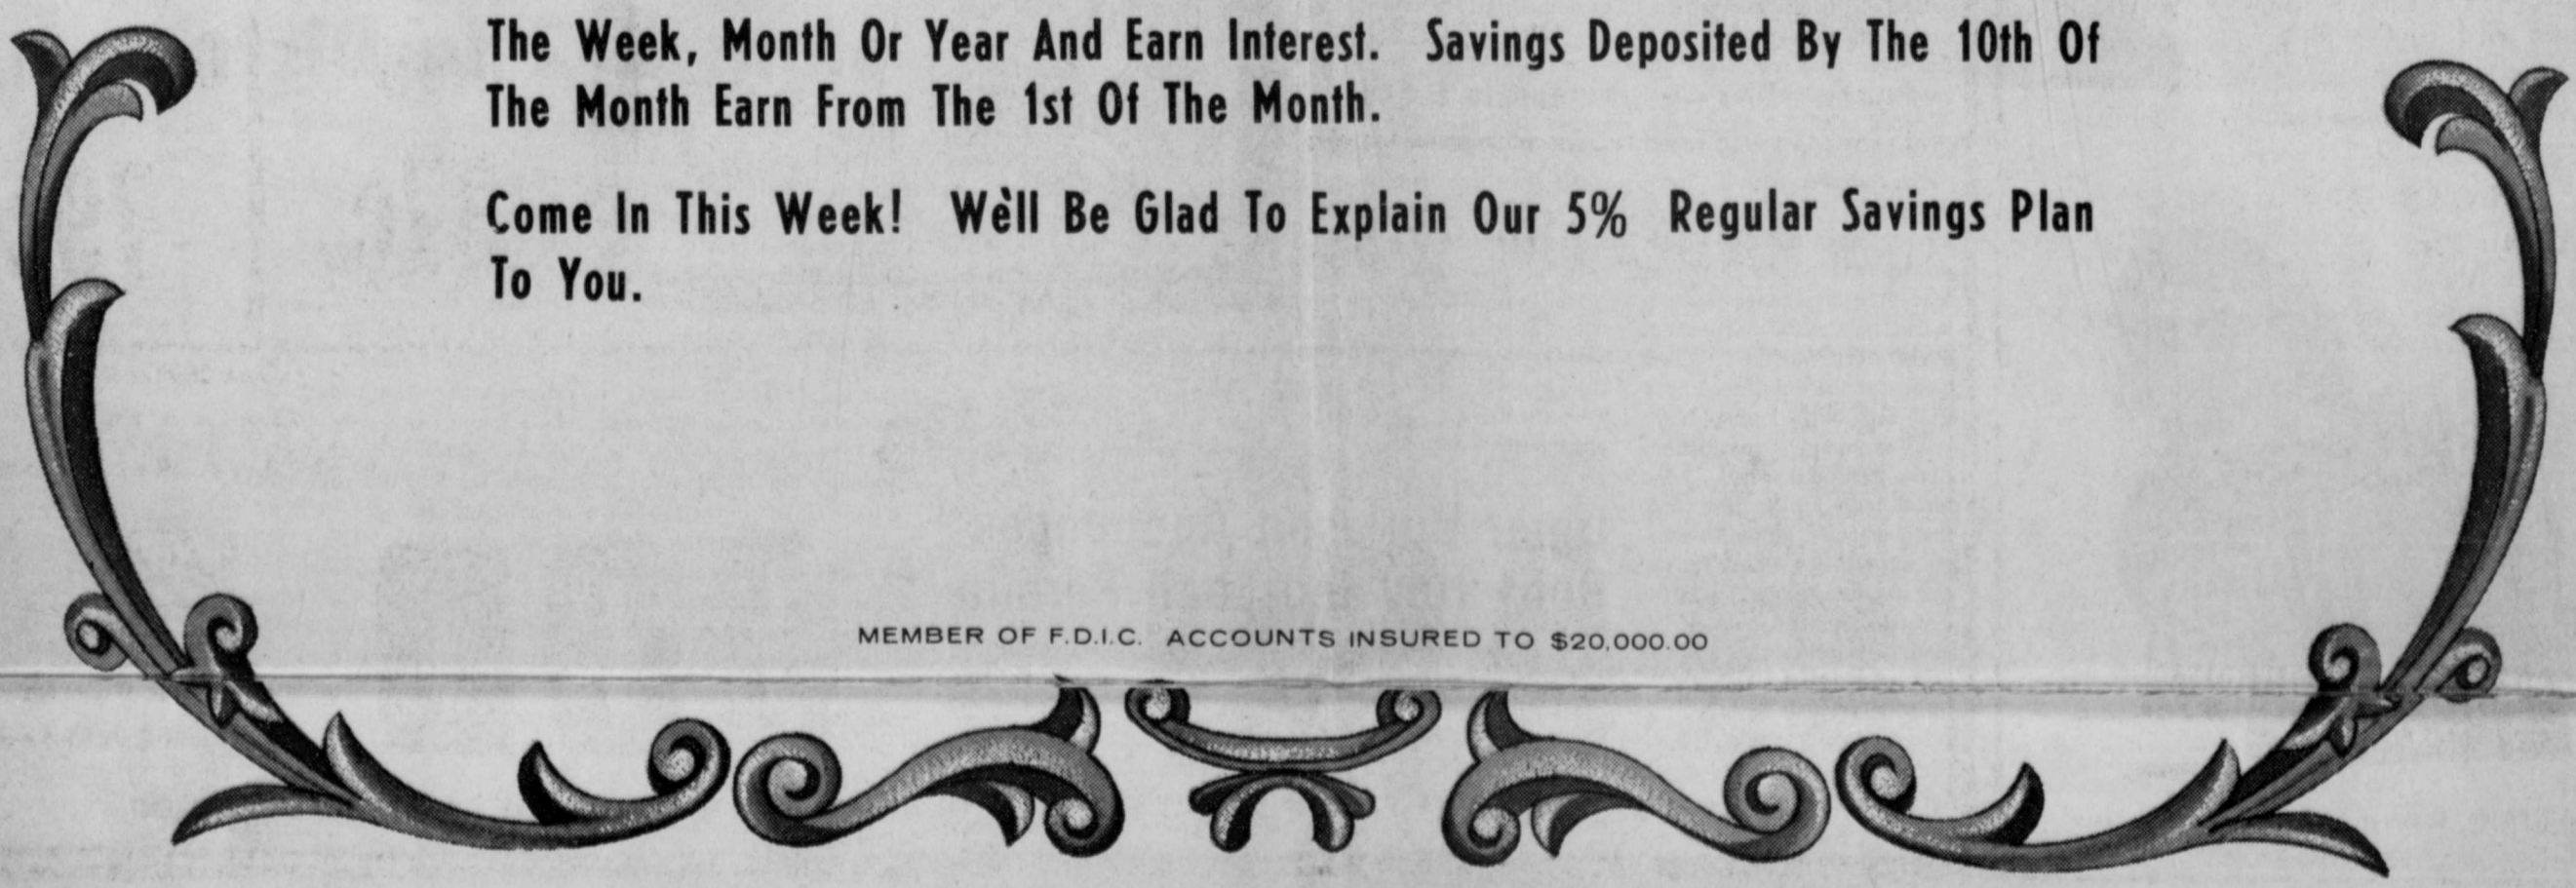 The Week, Month Or Year And Earn Interest. Savings Deposited By The 10th Of
The Month Earn From The 1st Of The Month.
Come In This Week! We'll Be Glad To Explain Our 5% Regular Savings Plan
To You.
MEMBER OF F.D.I.C. ACCOUNTS INSURED TO $20,000.00